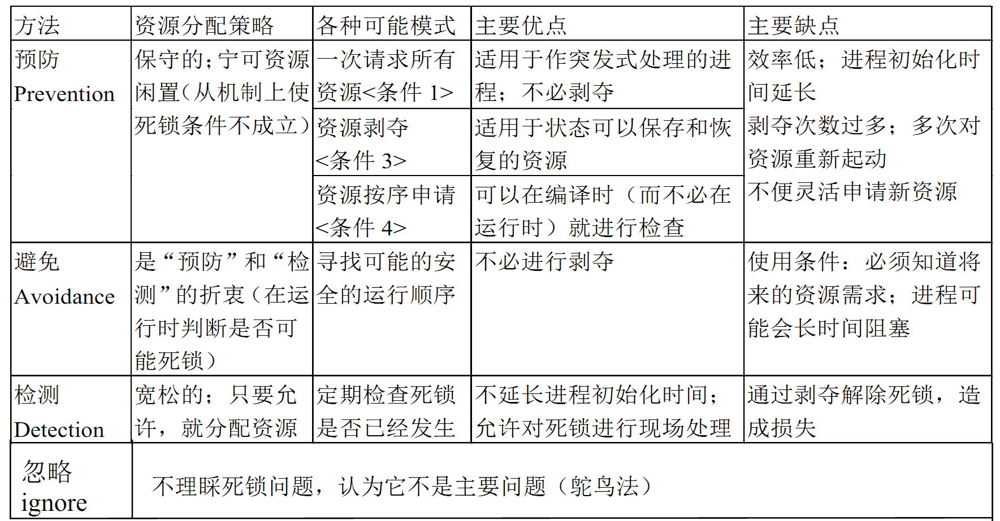 方法
资源分配策略
各种可能模式
主要优点
主要缺点
预防
Prevention
保守的；宁可资源
闲置（从机制上使
死锁条件不成立）
一次请求所有
资源<条件 1>
适用于作突发式处理的进
程；不必剥夺
效率低；进程初始化时
间延长
资源剥夺
<条件 3>
适用于状态可以保存和恢
复的资源
剥夺次数过多；多次对
资源重新起动
资源按序申请
<条件 4>
可以在编译时（而不必在
运行时）就进行检查
不便灵活申请新资源
避免
Avoidance
是“预防”和“检
测”的折衷（在运
行时判断是否可
能死锁）
寻找可能的安
全的运行顺序
不必进行剥夺
使用条件：必须知道将
来的资源需求；进程可
能会长时间阻塞
检测
Detection
宽松的；只要允
许，就分配资源
定期检查死锁
是否已经发生
不延长进程初始化时间；
允许对死锁进行现场处理
通过剥夺解除死锁，造
成损失
忽略
ignore
不理睬死锁问题，认为它不是主要问题（鸵鸟法）